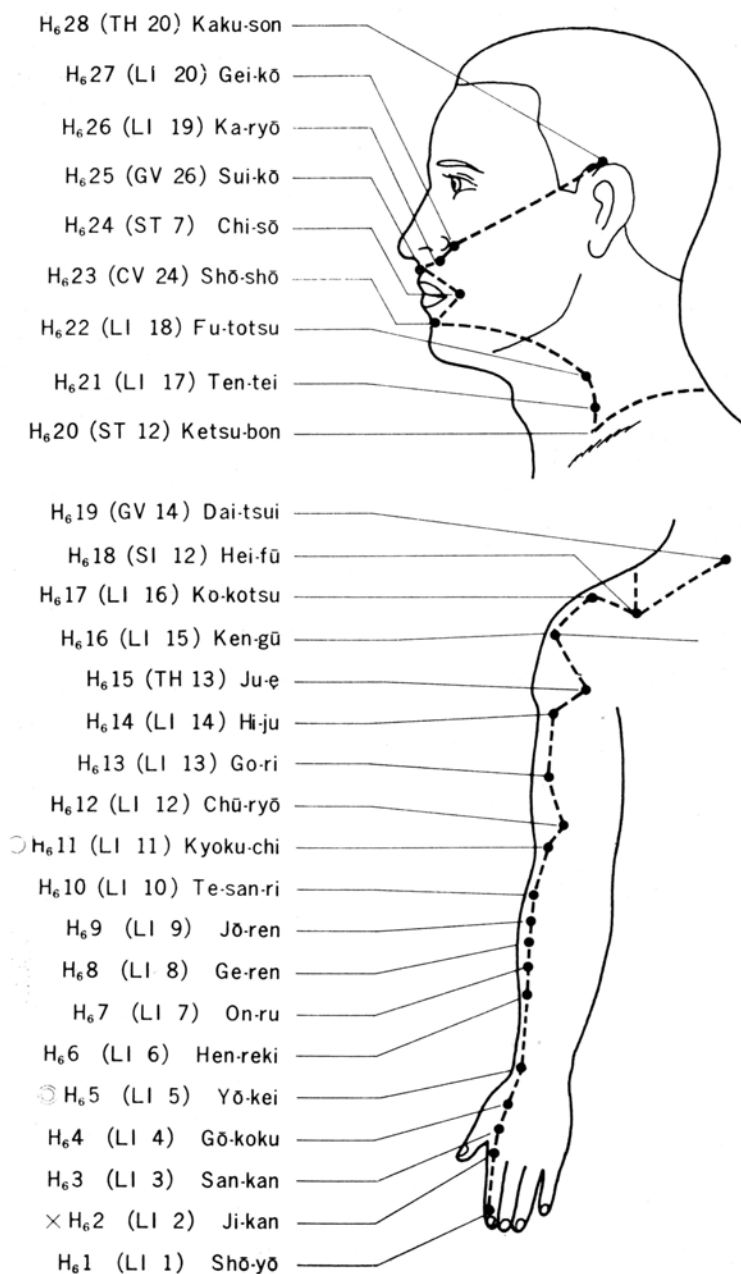 H₆28 (TH 20) Kaku-son
H₆27 (LI 20) Gei-kō
H₆26 (LI 19) Ka-ryō
H₆25 (GV 26) Sui-kō
H₆24 (ST 7) Chi-sō
H₆23 (CV 24) Shō-shō
H₆22 (LI 18) Fu-totsu
H₆21 (LI 17) Ten-tei
H₆20 (ST 12) Ketsu-bon
H₆19 (GV 14) Dai-tsui
H₆18 (SI 12) Hei-fū
H₆17 (LI 16) Ko-kotsu
H₆16 (LI 15) Ken-gū
H₆15 (TH 13) Ju-ę
H₆14 (LI 14) Hi-ju
H₆13 (LI 13) Go-ri
H₆12 (LI 12) Chū-ryō
H₆11 (LI 11) Kyoku-chi
H₆10 (LI 10) Te-san-ri
H₆9 (LI 9) Jō-ren
H₆8 (LI 8) Ge-ren
H₆7 (LI 7) On-ru
H₆6 (LI 6) Hen-reki
H₆5 (LI 5) Yō-kei
H₆4 (LI 4) Gō-koku
H₆3 (LI 3) San-kan
×H₆2 (LI 2) Ji-kan
H₆1 (LI 1) Shō-yō